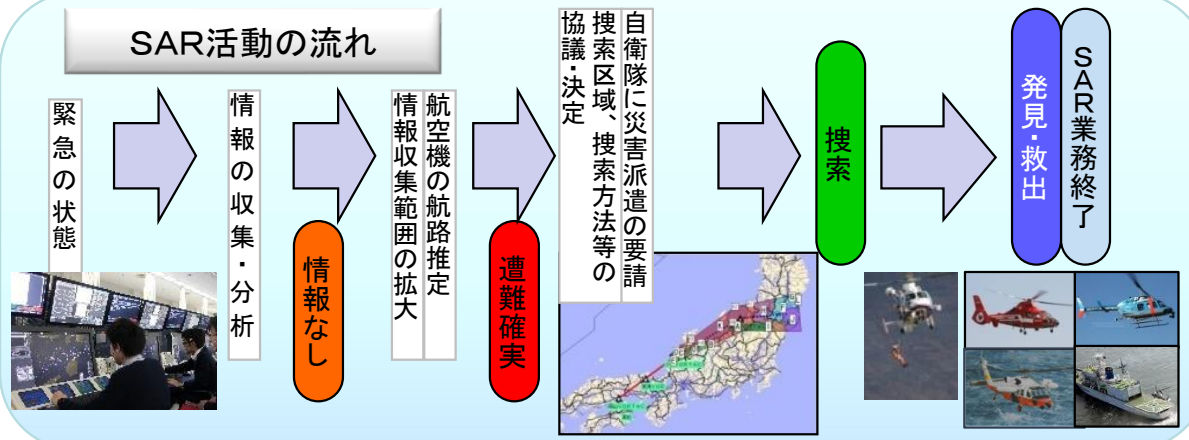 SAR活動の流れ
緊急の状態
情報の収集・分析
情報なし
航空機の航路推定
情報収集範囲の拡大
遭難確実
自衛隊に災害派遣の要請
捜索区域、捜索方法等の
協議・決定
捜索
発見・救出
SAR業務終了